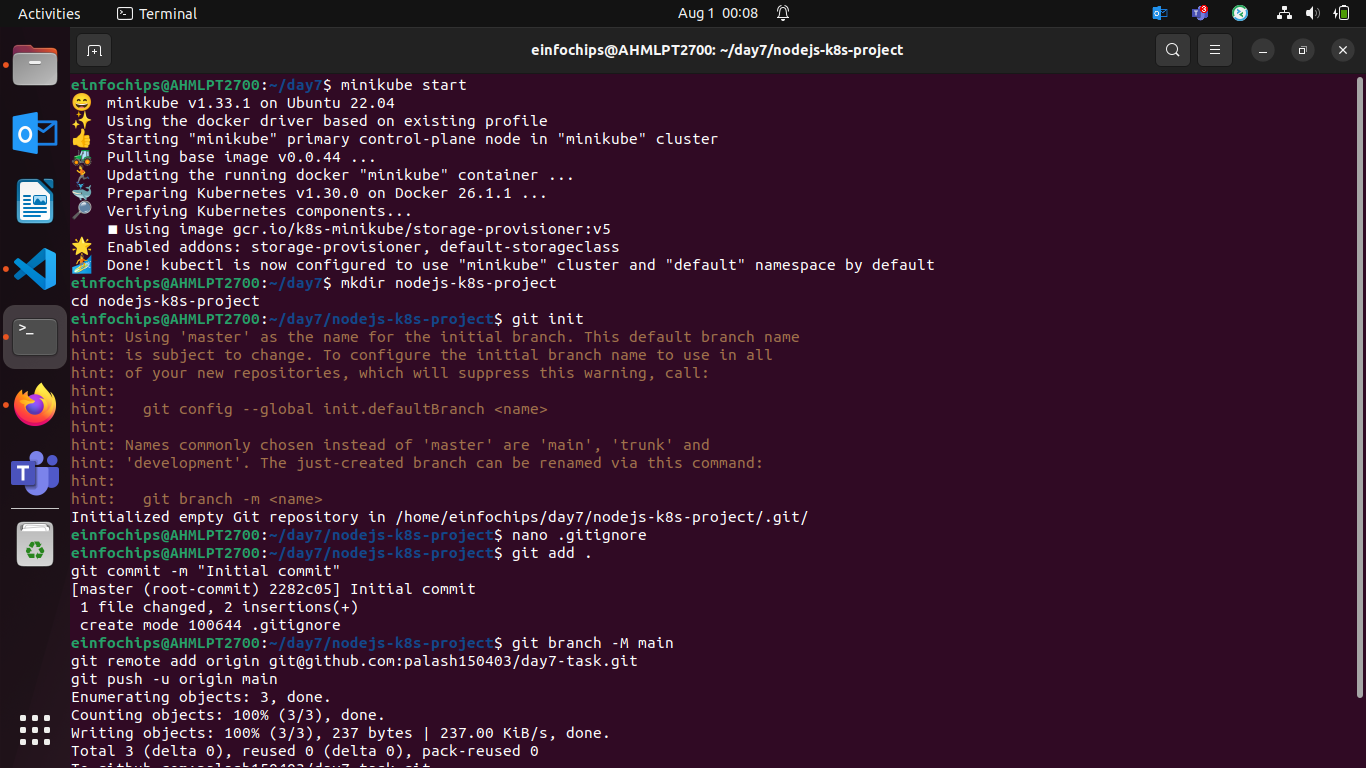 Activities
Terminal
Aug 1 00:08
3
einfochips@AHMLPT2700: ~/day7/nodejs-k8s-project
einfochips@AHMLPT2700:~/day7$ minikube start
minikube v1.33.1 on Ubuntu 22.04
Using the docker driver based on existing profile
Starting "minikube" primary control-plane node in "minikube" cluster
Pulling base image v0.0.44 ...
Updating the running docker "minikube" container ...
Preparing Kubernetes v1.30.0 on Docker 26.1.1 ...
Verifying Kubernetes components...
■ Using image gcr.io/k8s-minikube/storage-provisioner:v5
Enabled addons: storage-provisioner, default-storageclass
Done! kubectl is now configured to use "minikube" cluster and "default" namespace by default
einfochips@AHMLPT2700:~/day7$ mkdir nodejs-k8s-project
cd nodejs-k8s-project
einfochips@AHMLPT2700:~/day7/nodejs-k8s-project$ git init
hint: Using 'master' as the name for the initial branch. This default branch name
hint: is subject to change. To configure the initial branch name to use in all
hint: of your new repositories, which will suppress this warning, call:
hint:
hint:   git config --global init.defaultBranch <name>
hint:
hint: Names commonly chosen instead of 'master' are 'main', 'trunk' and
hint: 'development'. The just-created branch can be renamed via this command:
hint:
hint:   git branch -m <name>
Initialized empty Git repository in /home/einfochips/day7/nodejs-k8s-project/.git/
einfochips@AHMLPT2700:~/day7/nodejs-k8s-project$ nano .gitignore
einfochips@AHMLPT2700:~/day7/nodejs-k8s-project$ git add .
git commit -m "Initial commit"
[master (root-commit) 2282c05] Initial commit
 1 file changed, 2 insertions(+)
 create mode 100644 .gitignore
einfochips@AHMLPT2700:~/day7/nodejs-k8s-project$ git branch -M main
git remote add origin git@github.com:palash150403/day7-task.git
git push -u origin main
Enumerating objects: 3, done.
Counting objects: 100% (3/3), done.
Writing objects: 100% (3/3), 237 bytes | 237.00 KiB/s, done.
Total 3 (delta 0), reused 0 (delta 0), pack-reused 0
To github.com:palash150403/day7-task.git